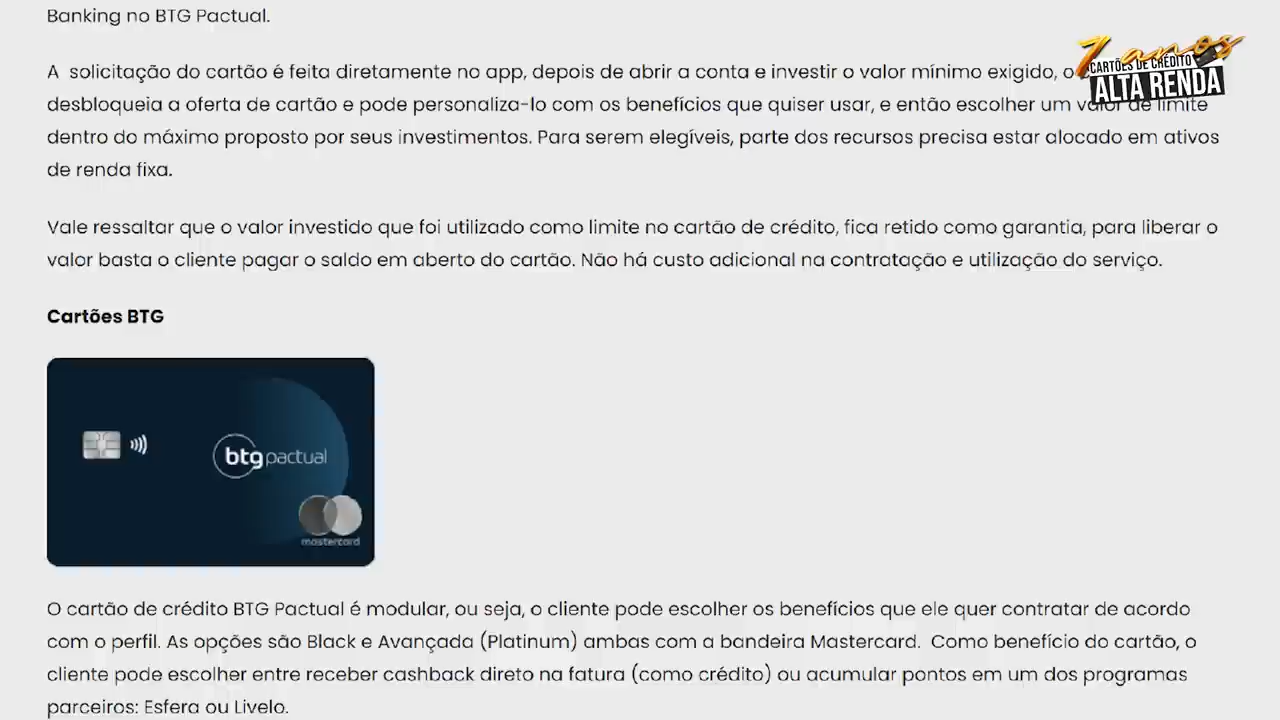 Banking no BTG Pactual.
A solicitação do cartão é feita diretamente no app, depois de abrir a conta e investir o valor mínimo exigido, o
desbloqueia a oferta de cartão e pode personaliza-lo com os benefícios que quiser usar, e então escolher um valor de limite
dentro do máximo proposto por seus investimentos. Para serem elegíveis, parte dos recursos precisa estar alocado em ativos
de renda fixa.
7 anos
CARTÕES DE CRÉDITO
ALTA RENDA
Vale ressaltar que o valor investido que foi utilizado como limite no cartão de crédito, fica retido como garantia, para liberar o
valor basta o cliente pagar o saldo em aberto do cartão. Não há custo adicional na contratação e utilização do serviço.
Cartões BTG
btgpactual
mastercard
O cartão de crédito BTG Pactual é modular, ou seja, o cliente pode escolher os benefícios que ele quer contratar de acordo
com o perfil. As opções são Black e Avançada (Platinum) ambas com a bandeira Mastercard. Como benefício do cartão, o
cliente pode escolher entre receber cashback direto na fatura (como crédito) ou acumular pontos em um dos programas
parceiros: Esfera ou Livelo.